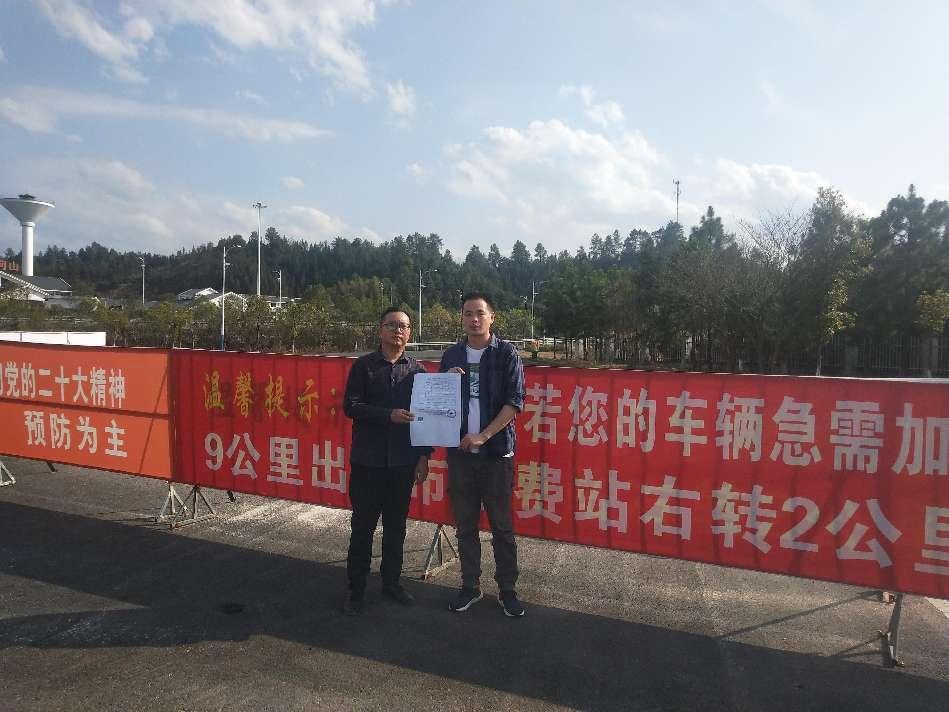 党的二十大精神
预防为主
温馨提示：
若您的车辆急需加
9公里出
费站右转2公里